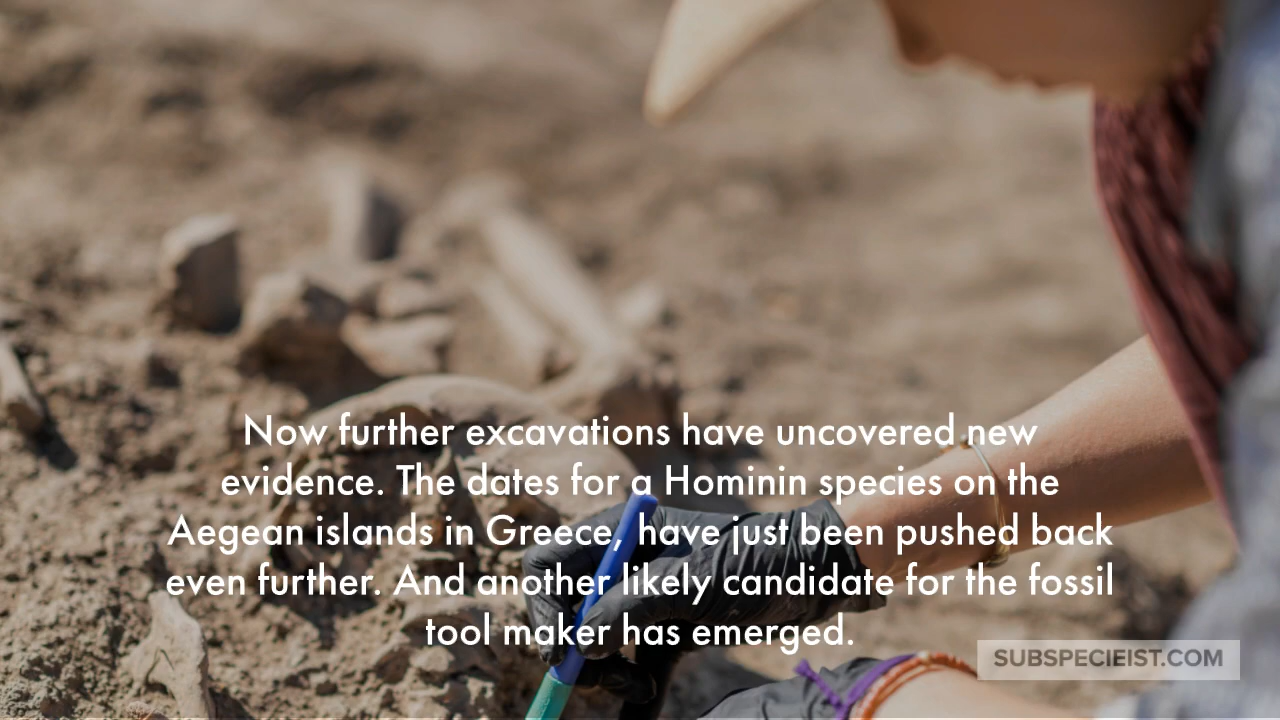 Now further excavations have uncovered new
evidence. The dates for a Hominin species on the
Aegean islands in Greece, have just been pushed back
even further. And another likely candidate for the fossil
tool maker has emerged.
SUBSPECIEIST.COM